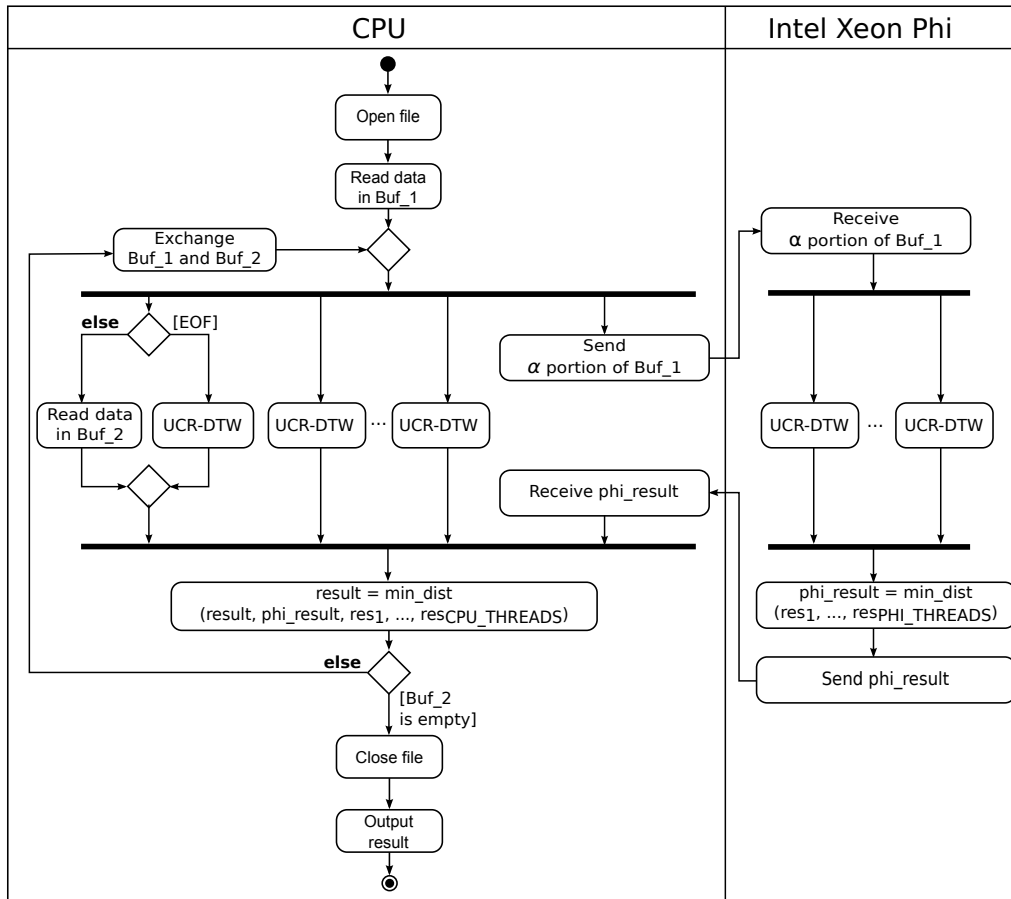 CPU
Intel Xeon Phi
Open file
Read data
in Buf_1
Exchange
Buf_1 and Buf_2
Receive
α portion of Buf_1
else
[EOF]
Send
α portion of Buf_1
Read data
in Buf_2
UCR-DTW
UCR-DTW
...
UCR-DTW
UCR-DTW
...
UCR-DTW
Receive phi_result
result = min_dist
(result, phi_result, res1, ..., resCPU_THREADS)
phi_result = min_dist
(res1, ..., resPHI_THREADS)
else
Send phi_result
[Buf_2
is empty]
Close file
Output
result